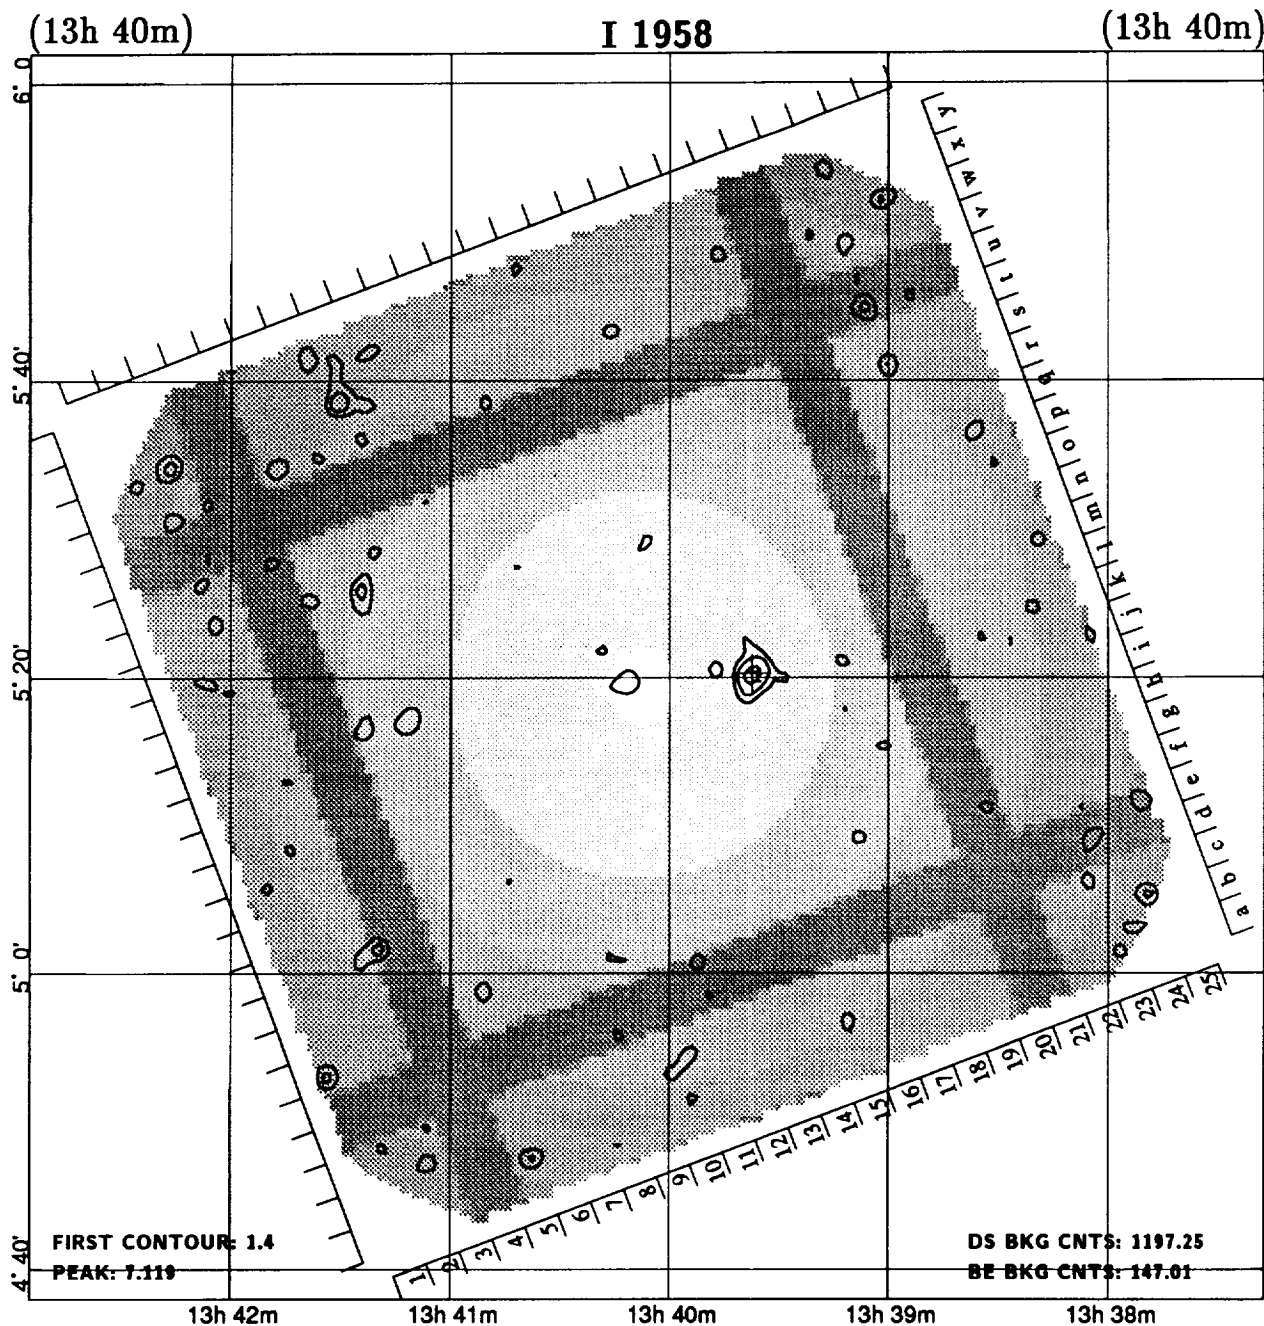 (13h 40m) I 1958 (13h 40m)
6° 0'
5° 40'
5° 20'
5° 0'
4° 40'
y
x
w
v
u
t
s
r
q
p
o
n
m
l
k
j
i
h
g
f
e
d
c
b
a
1 2 3 4 5 6 7 8 9 10 11 12 13 14 15 16 17 18 19 20 21 22 23 24 25
FIRST CONTOUR: 1.4
PEAK: 7.119
DS BKG CNTS: 1197.25
BE BKG CNTS: 147.01
13h 42m 13h 41m 13h 40m 13h 39m 13h 38m